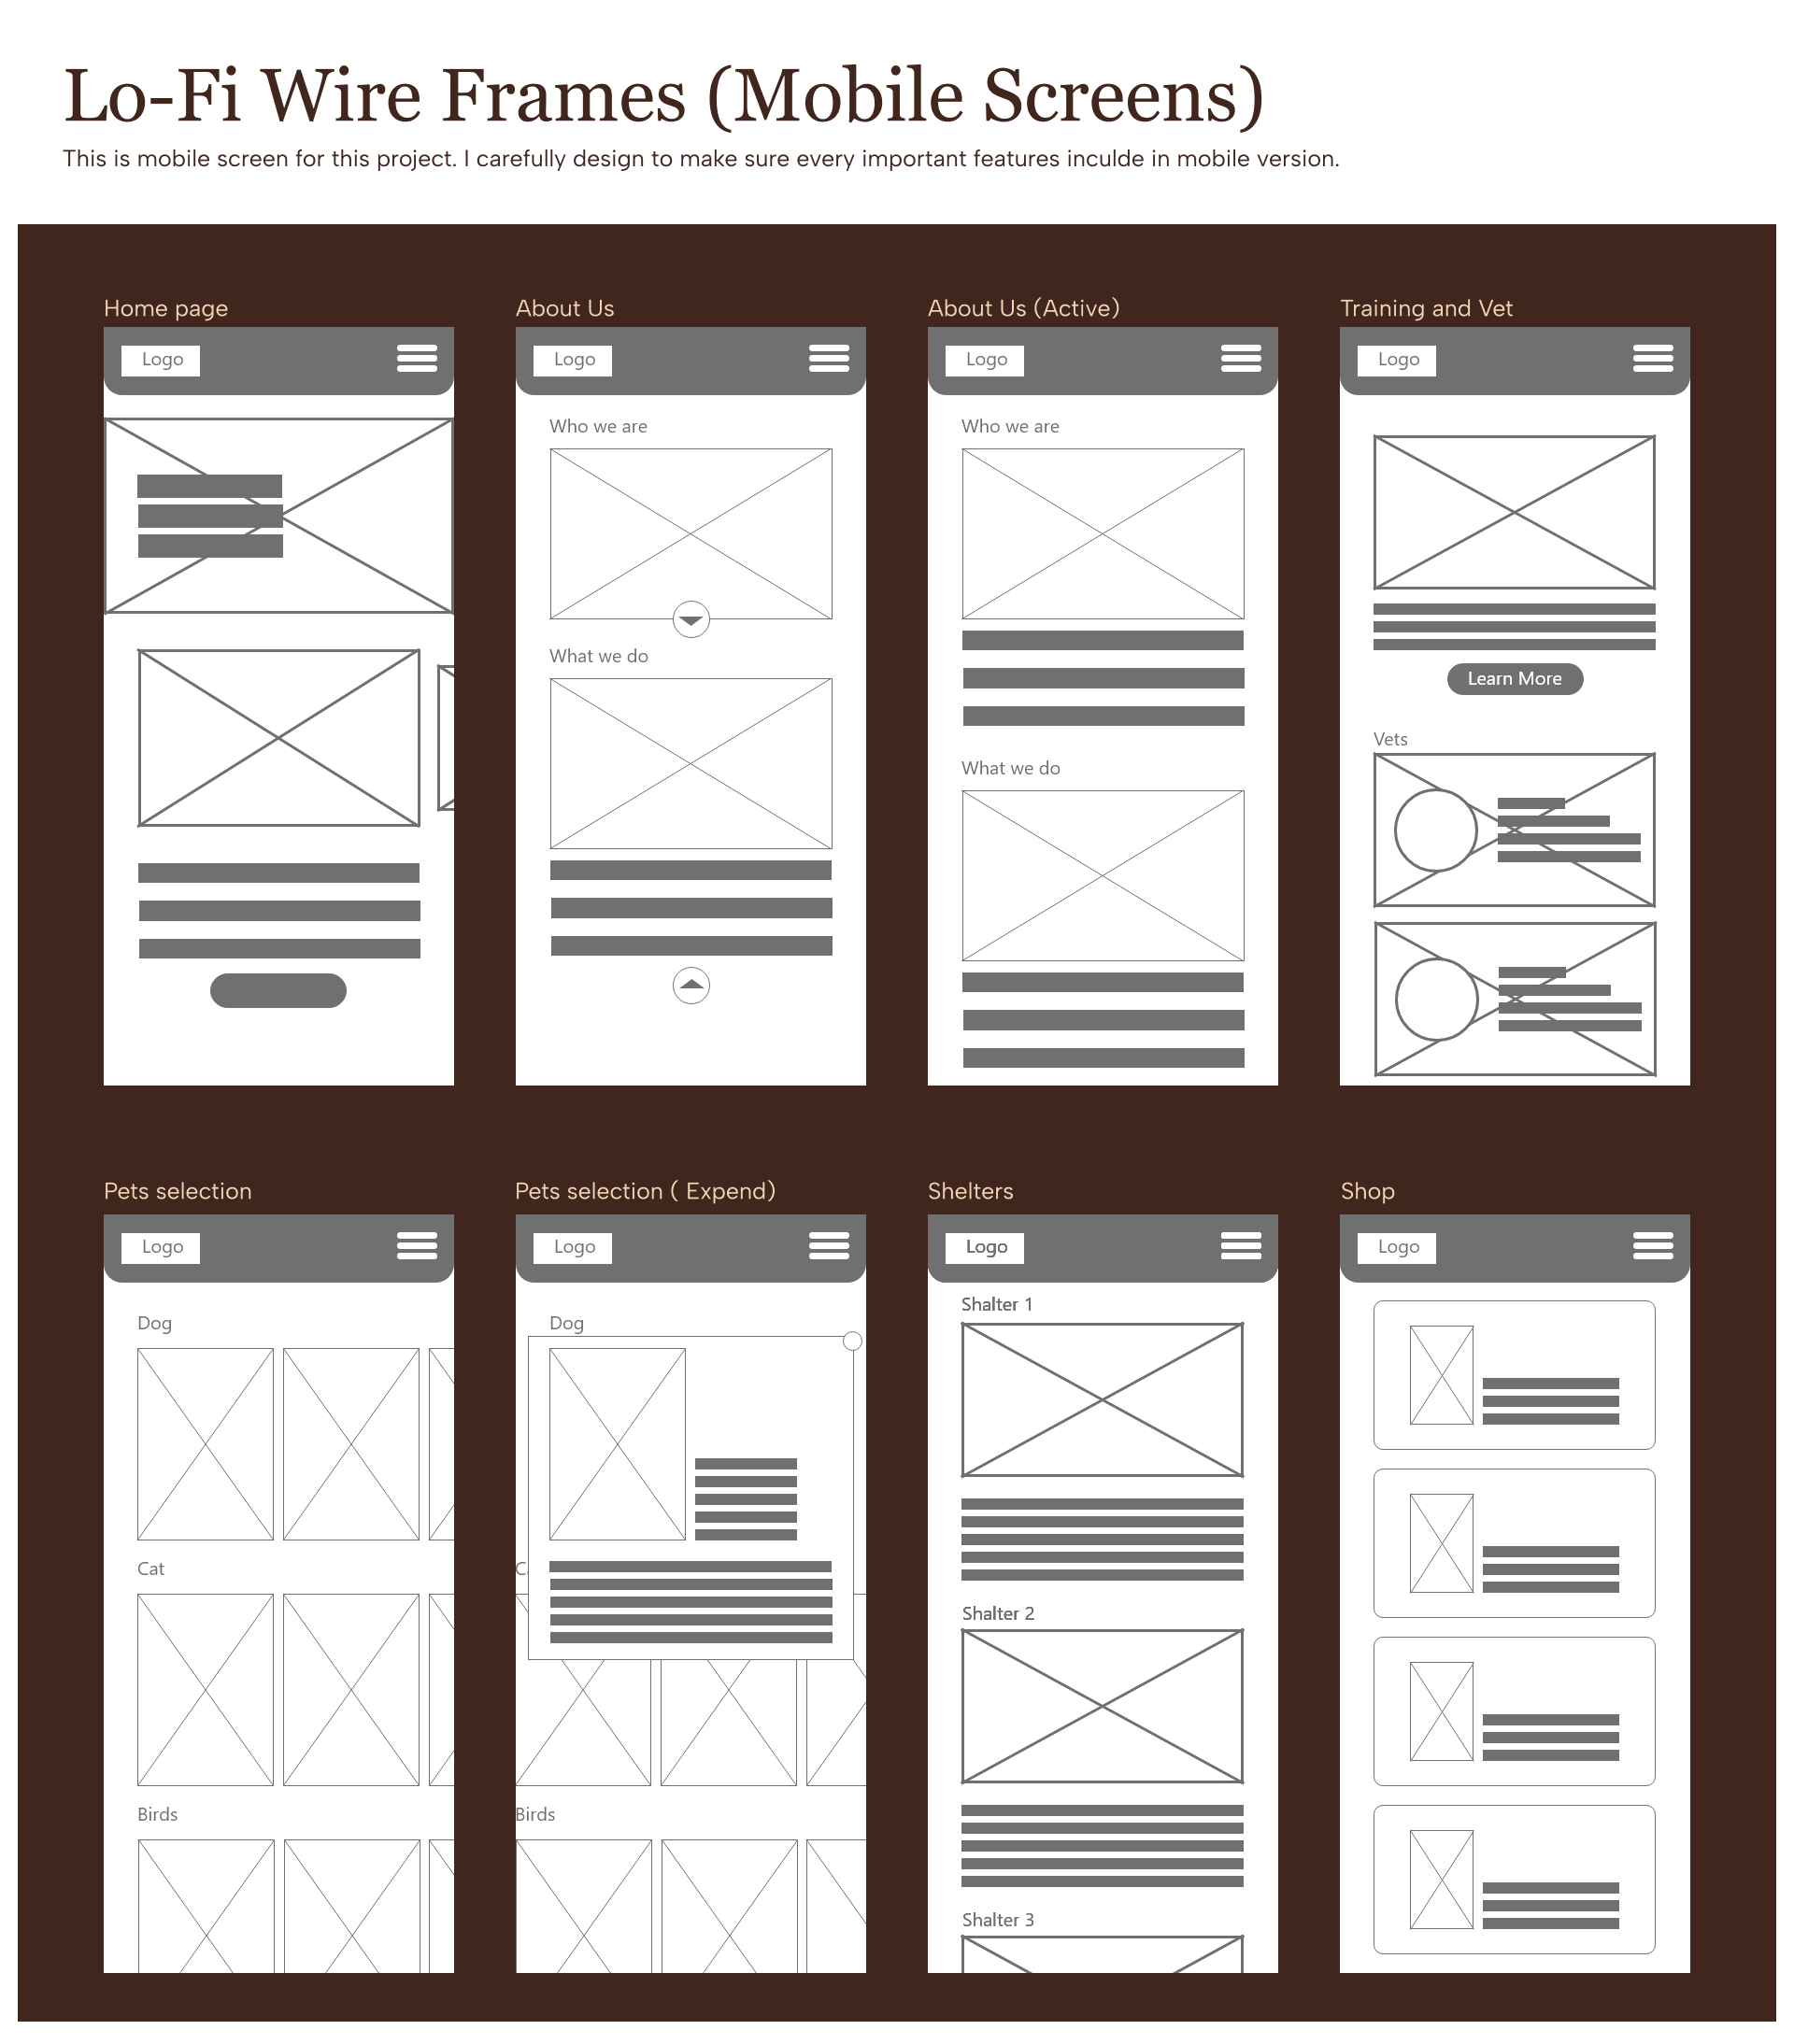 Lo-Fi Wire Frames (Mobile Screens)
This is mobile screen for this project. I carefully design to make sure every important features inculde in mobile version.
Home page
Logo
About Us
Logo
Who we are
What we do
About Us (Active)
Logo
Who we are
What we do
Training and Vet
Logo
Learn More
Vets
Pets selection
Logo
Dog
Cat
Birds
Pets selection ( Expend)
Logo
Dog
C
Birds
Shelters
Logo
Shalter 1
Shalter 2
Shalter 3
Shop
Logo